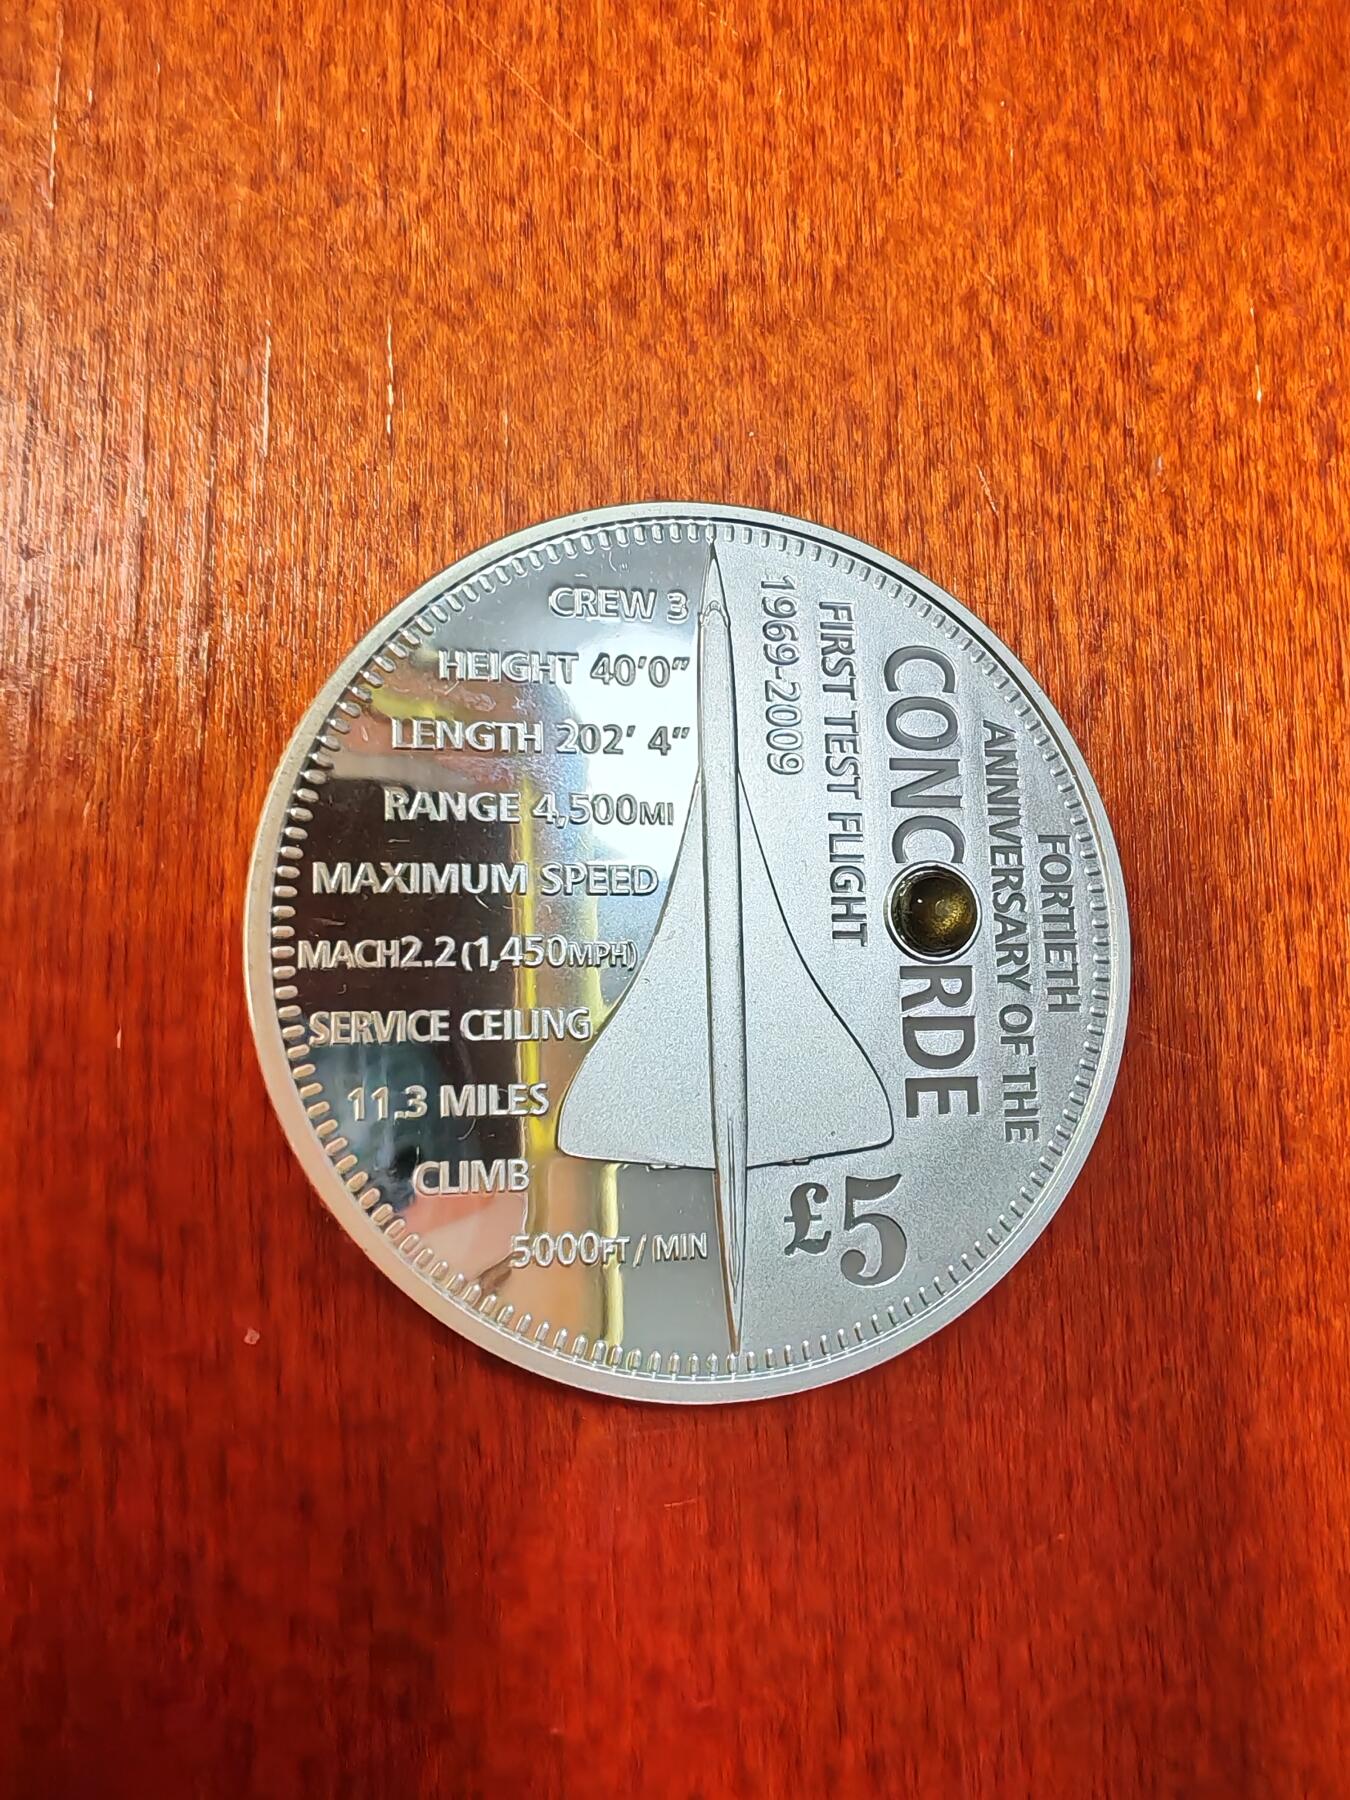 CREW 3
HEIGHT 40'0"
LENGTH 202' 4"
RANGE 4,500MI
MAXIMUM SPEED
MACH2.2(1,450MPH)
SERVICE CEILING
11.3 MILES
CLIMB
5000FT / MIN
FORTIETH
ANNIVERSARY OF THE
CONCORDE
FIRST TEST FLIGHT
1969-2009
£5